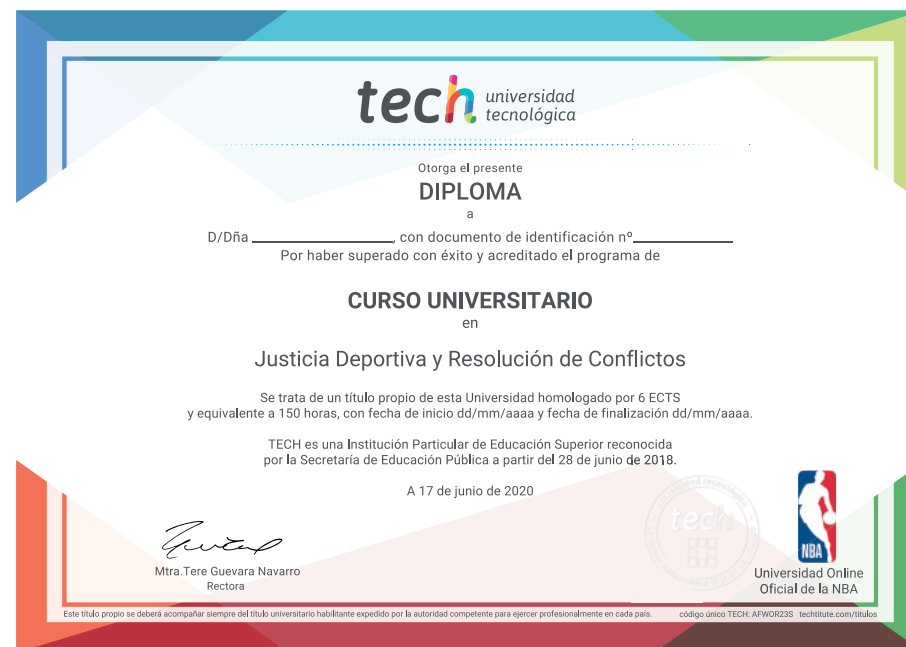 tech universidad
tecnológica
Otorga el presente
DIPLOMA
a
D/Dña ____________________, con documento de identificación nº______________
Por haber superado con éxito y acreditado el programa de
CURSO UNIVERSITARIO
en
Justicia Deportiva y Resolución de Conflictos
Se trata de un título propio de esta Universidad homologado por 6 ECTS
y equivalente a 150 horas, con fecha de inicio dd/mm/aaaa y fecha de finalización dd/mm/aaaa.
TECH es una Institución Particular de Educación Superior reconocida
por la Secretaría de Educación Pública a partir del 28 de junio de 2018.
A 17 de junio de 2020
tech
NBA
Mtra.Tere Guevara Navarro
Rectora
Universidad Online
Oficial de la NBA
Este título propio se deberá acompañar siempre del título universitario habilitante expedido por la autoridad competente para ejercer profesionalmente en cada país.
código único TECH: AFWOR23S techtitute.com/titulos